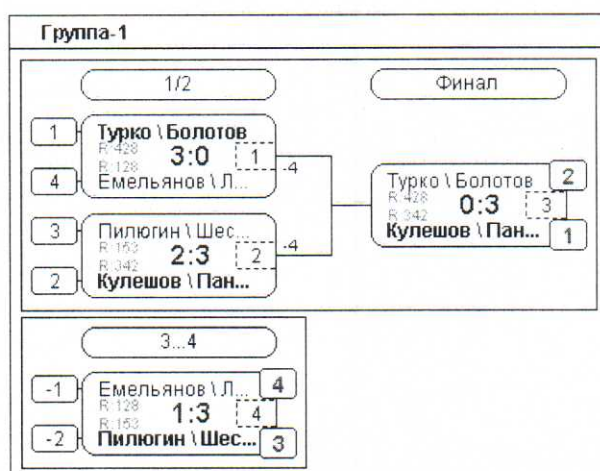 Группа-1
1/2
Финал
1
Турко \ Болотов
R:428
3:0
1
-4
R:128
4
Емельянов \ Л...
3
Пилюгин \ Шес...
R:153
2:3
2
-4
R:342
2
Кулешов \ Пан...
Турко \ Болотов
2
R:428
0:3
3
R:342
Кулешов \ Пан...
1
3...4
-1
Емельянов \ Л...
4
R:128
1:3
4
R:153
-2
Пилюгин \ Шес...
3